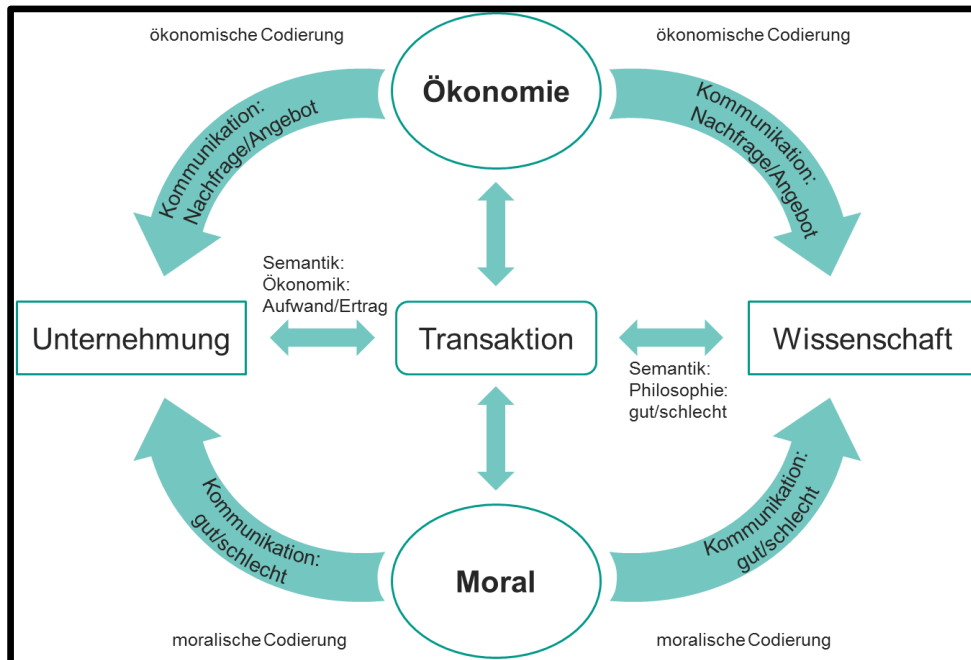 ökonomische Codierung
ökonomische Codierung
Ökonomie
Kommunikation:
Nachfrage/Angebot
Kommunikation:
Nachfrage/Angebot
Semantik:
Ökonomik:
Aufwand/Ertrag
Unternehmung
Transaktion
Wissenschaft
Semantik:
Philosophie:
gut/schlecht
Kommunikation:
gut/schlecht
Kommunikation:
gut/schlecht
Moral
moralische Codierung
moralische Codierung